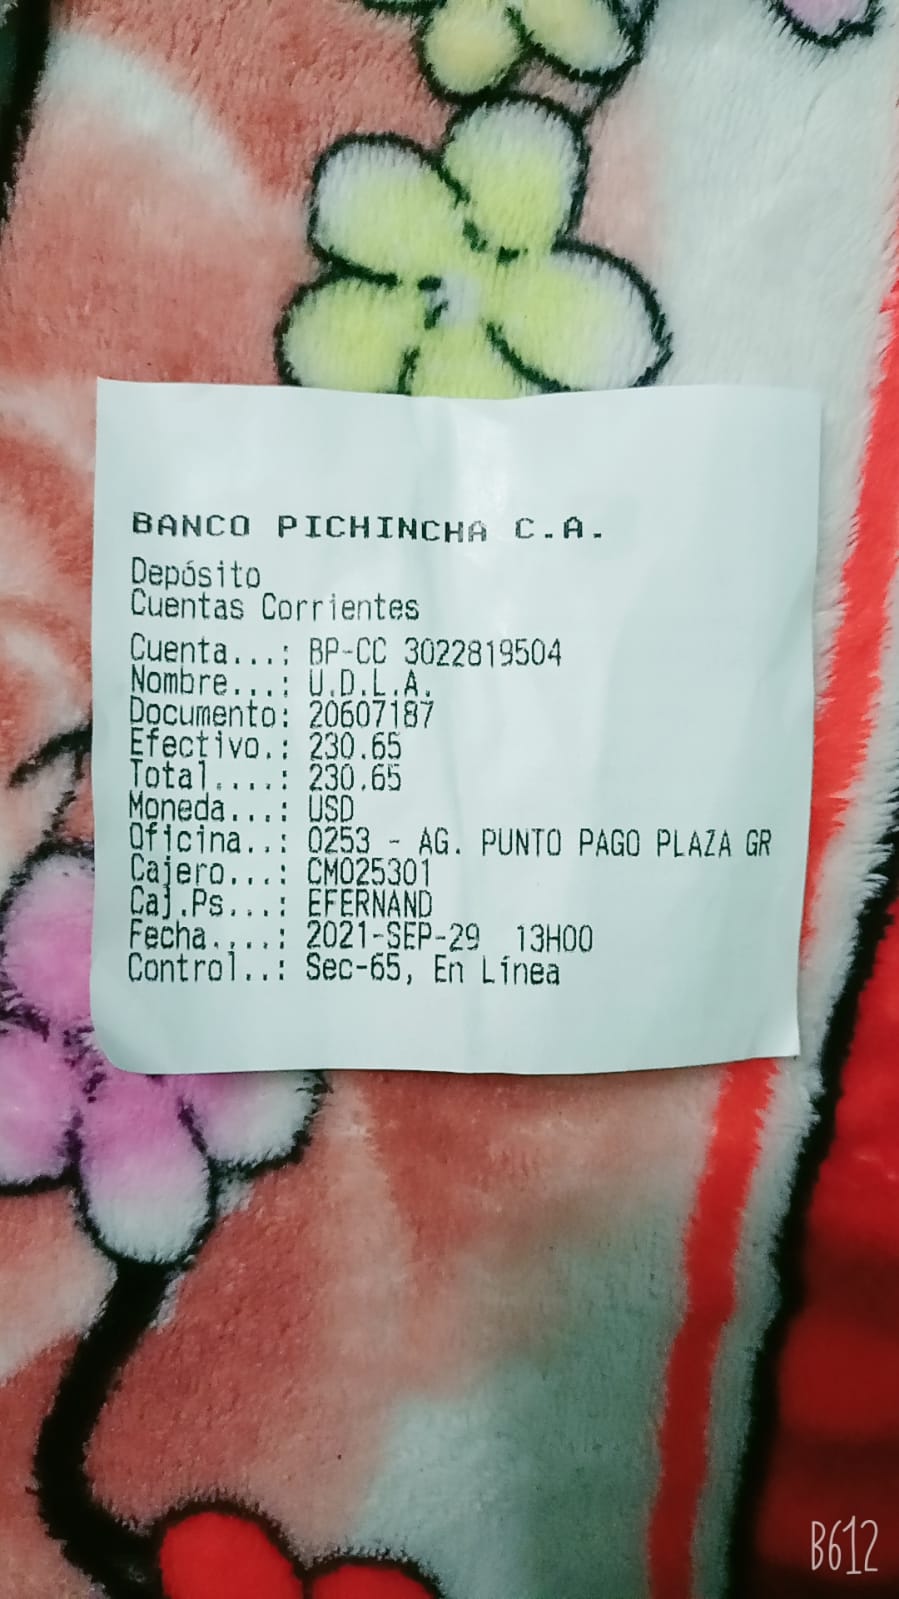 BANCO PICHINCHA C.A.
Depósito
Cuentas Corrientes
Cuenta...: BP-CC 3022819504
Nombre...: U.D.L.A.
Documento: 20607187
Efectivo.: 230.65
Total....: 230.65
Moneda...: USD
Oficina..: 0253 - AG. PUNTO PAGO PLAZA GR
Cajero...: CM025301
Caj.Ps...: EFERNAND
Fecha....: 2021-SEP-29 13H00
Control..: Sec-65, En Línea
B612